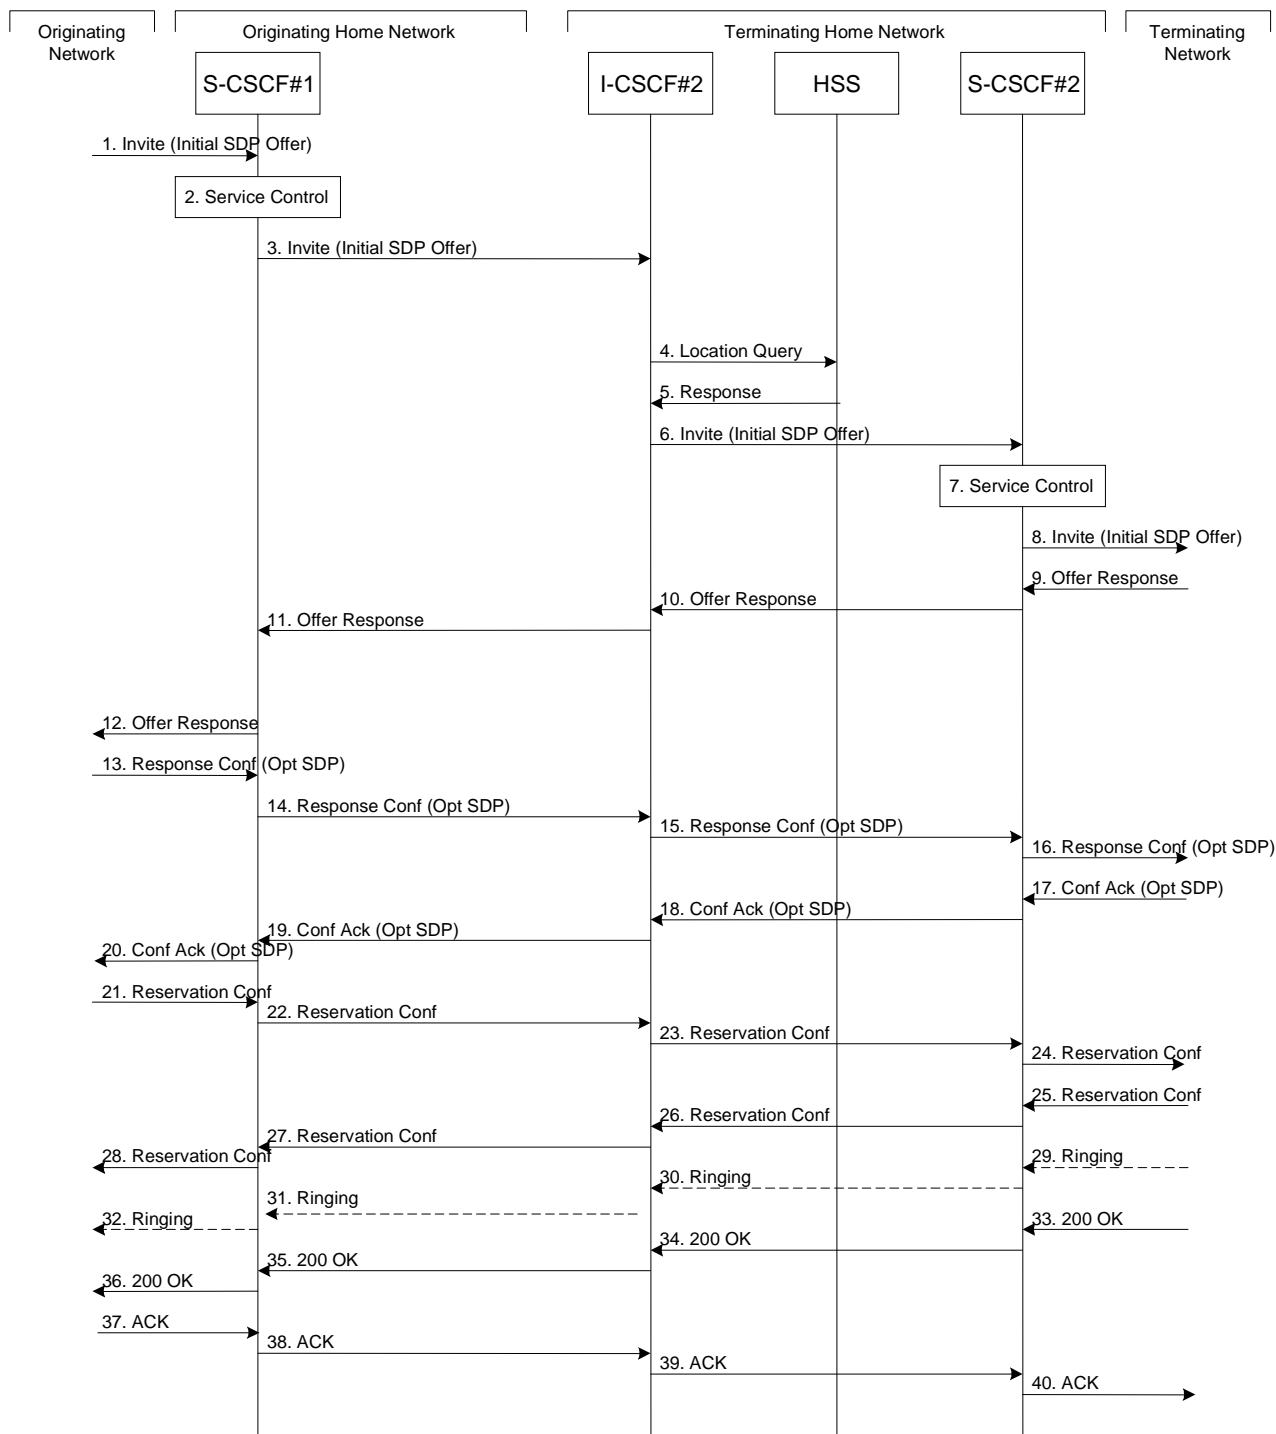 Originating
Network
Originating Home Network
Terminating Home Network
Terminating
Network
S-CSCF#1
I-CSCF#2
HSS
S-CSCF#2
1. Invite (Initial SDP Offer)
2. Service Control
3. Invite (Initial SDP Offer)
4. Location Query
5. Response
6. Invite (Initial SDP Offer)
7. Service Control
8. Invite (Initial SDP Offer)
9. Offer Response
10. Offer Response
11. Offer Response
12. Offer Response
13. Response Conf (Opt SDP)
14. Response Conf (Opt SDP)
15. Response Conf (Opt SDP)
16. Response Conf (Opt SDP)
17. Conf Ack (Opt SDP)
18. Conf Ack (Opt SDP)
19. Conf Ack (Opt SDP)
20. Conf Ack (Opt SDP)
21. Reservation Conf
22. Reservation Conf
23. Reservation Conf
24. Reservation Conf
25. Reservation Conf
26. Reservation Conf
27. Reservation Conf
28. Reservation Conf
29. Ringing
30. Ringing
31. Ringing
32. Ringing
33. 200 OK
34. 200 OK
35. 200 OK
36. 200 OK
37. ACK
38. ACK
39. ACK
40. ACK